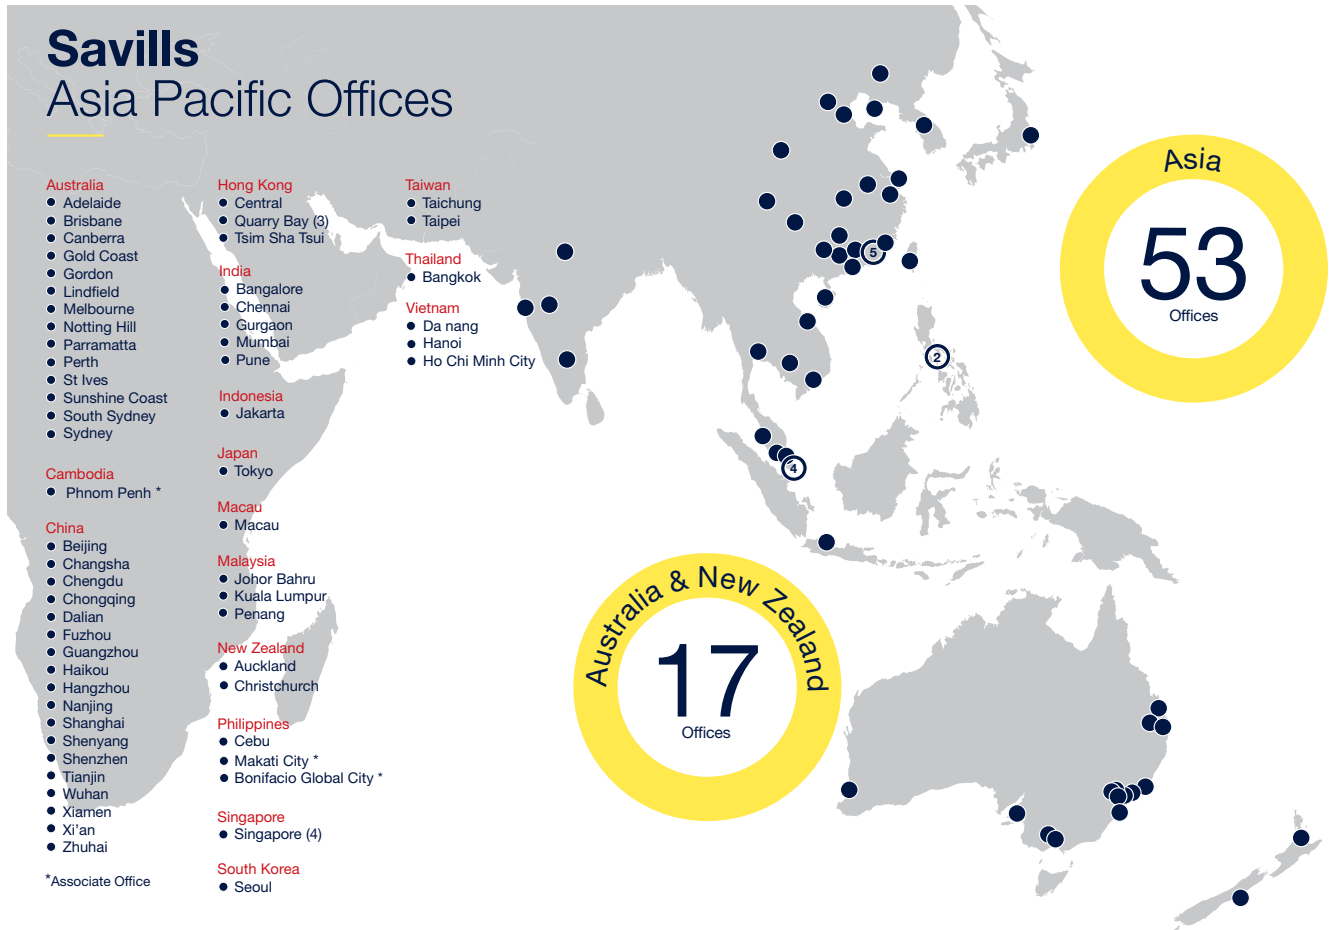 Savills
Asia Pacific Offices
Australia
Adelaide
Brisbane
Canberra
Gold Coast
Gordon
Lindfield
Melbourne
Notting Hill
Parramatta
Perth
St Ives
Sunshine Coast
South Sydney
Sydney
Cambodia
Phnom Penh *
China
Beijing
Changsha
Chengdu
Chongqing
Dalian
Fuzhou
Guangzhou
Haikou
Hangzhou
Nanjing
Shanghai
Shenyang
Shenzhen
Tianjin
Wuhan
Xiamen
Xi'an
Zhuhai
*Associate Office
Hong Kong
Central
Quarry Bay (3)
Tsim Sha Tsui
India
Bangalore
Chennai
Gurgaon
Mumbai
Pune
Indonesia
Jakarta
Japan
Tokyo
Macau
Macau
Malaysia
Johor Bahru
Kuala Lumpur
Penang
New Zealand
Auckland
Christchurch
Philippines
Cebu
Makati City *
Bonifacio Global City *
Singapore
Singapore (4)
South Korea
Seoul
Taiwan
Taichung
Taipei
Thailand
Bangkok
Vietnam
Da nang
Hanoi
Ho Chi Minh City
5
2
4
Asia
53
Offices
Australia & New Zealand
17
Offices